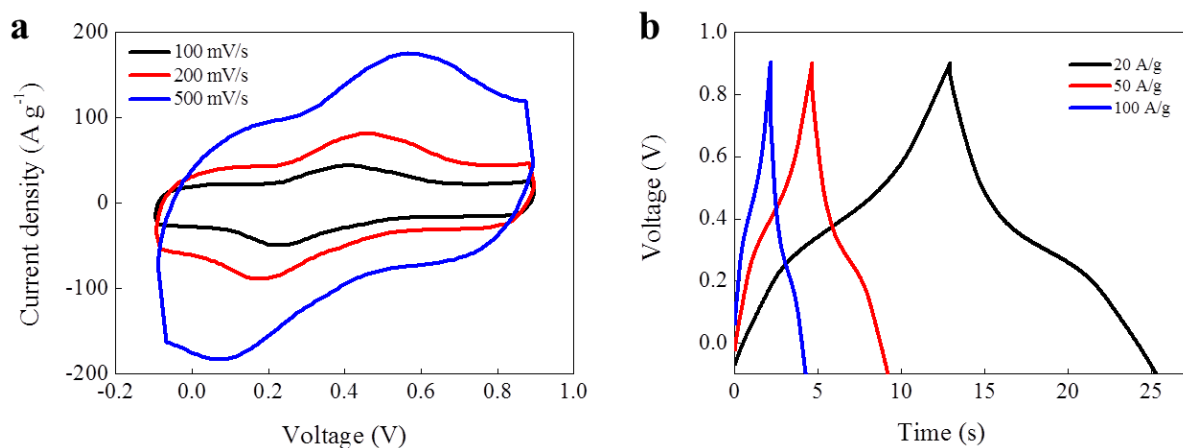 a
200
100
0
-100
-200
-0.2
0.0
0.2
0.4
0.6
0.8
1.0
Current density (A g⁻¹)
Voltage (V)
100 mV/s
200 mV/s
500 mV/s
b
1.0
0.8
0.6
0.4
0.2
0.0
0
5
10
15
20
25
Voltage (V)
Time (s)
20 A/g
50 A/g
100 A/g